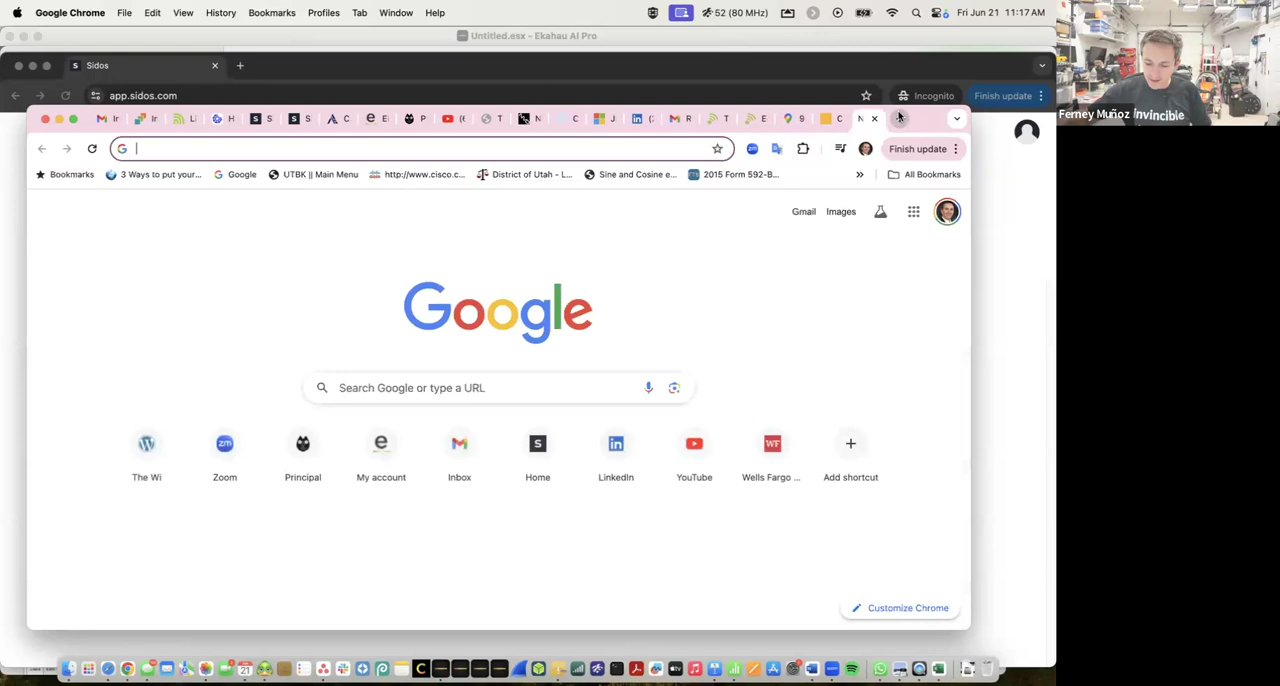 Google Chrome File Edit View History Bookmarks Profiles Tab Window Help 52 (80 MHz) Fri Jun 21 11:17 AM
Untitled.esx - Ekahau AI Pro
Sidos
app.sidos.com Incognito Finish update
Finish update
Bookmarks 3 Ways to put your... Google UTBK || Main Menu http://www.cisco.c... District of Utah - L... Sine and Cosine e... 2015 Form 592-B... » All Bookmarks
Gmail Images
Google
Search Google or type a URL
The Wi Zoom Principal My account Inbox Home LinkedIn YouTube Wells Fargo ... Add shortcut
Customize Chrome
Ferney Muñoz
invincible